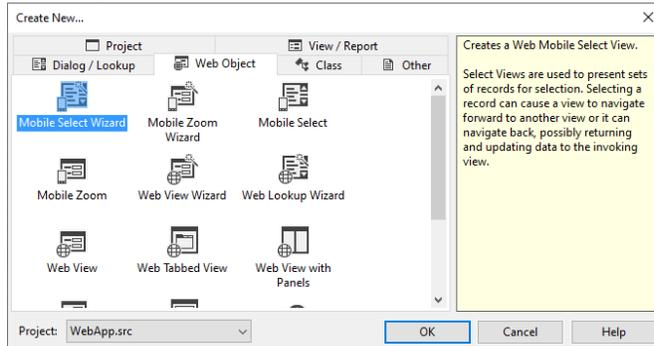 Create New...
Project
View / Report
Dialog / Lookup
Web Object
Class
Other
Mobile Select Wizard
Mobile Zoom
Wizard
Mobile Select
Mobile Zoom
Web View Wizard
Web Lookup Wizard
Web View
Web Tabbed View
Web View with
Panels
Creates a Web Mobile Select View.
Select Views are used to present sets
of records for selection. Selecting a
record can cause a view to navigate
forward to another view or it can
navigate back, possibly returning
and updating data to the invoking
view.
Project:
WebApp.src
OK
Cancel
Help